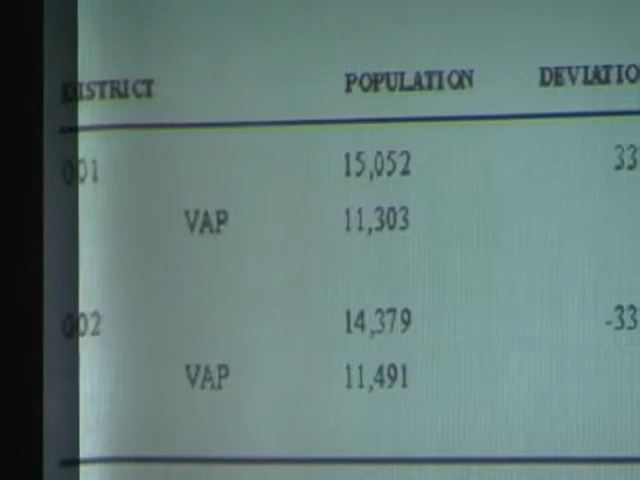 DISTRICT POPULATION DEVIATIO
001 15,052 33
VAP 11,303
002 14,379 -33
VAP 11,491